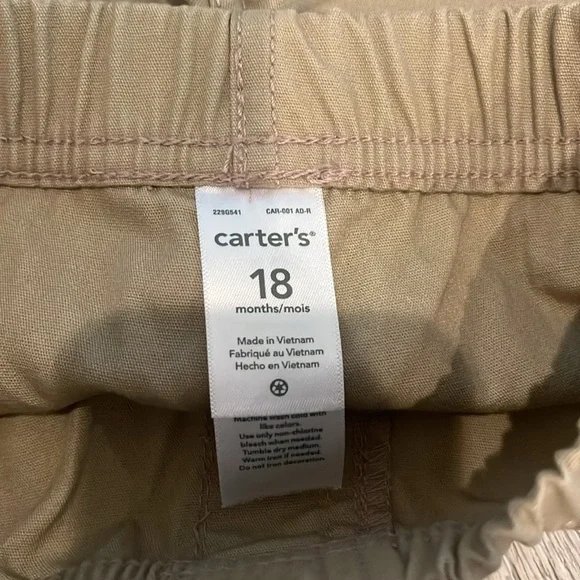 229G541 CAR-001 AD-R
carter's®
18
months/mois
Made in Vietnam
Fabriqué au Vietnam
Hecho en Vietnam
Machine wash cold with
like colors.
Use only non-chlorine
bleach when needed.
Tumble dry medium.
Warm iron if needed.
Do not iron decoration.